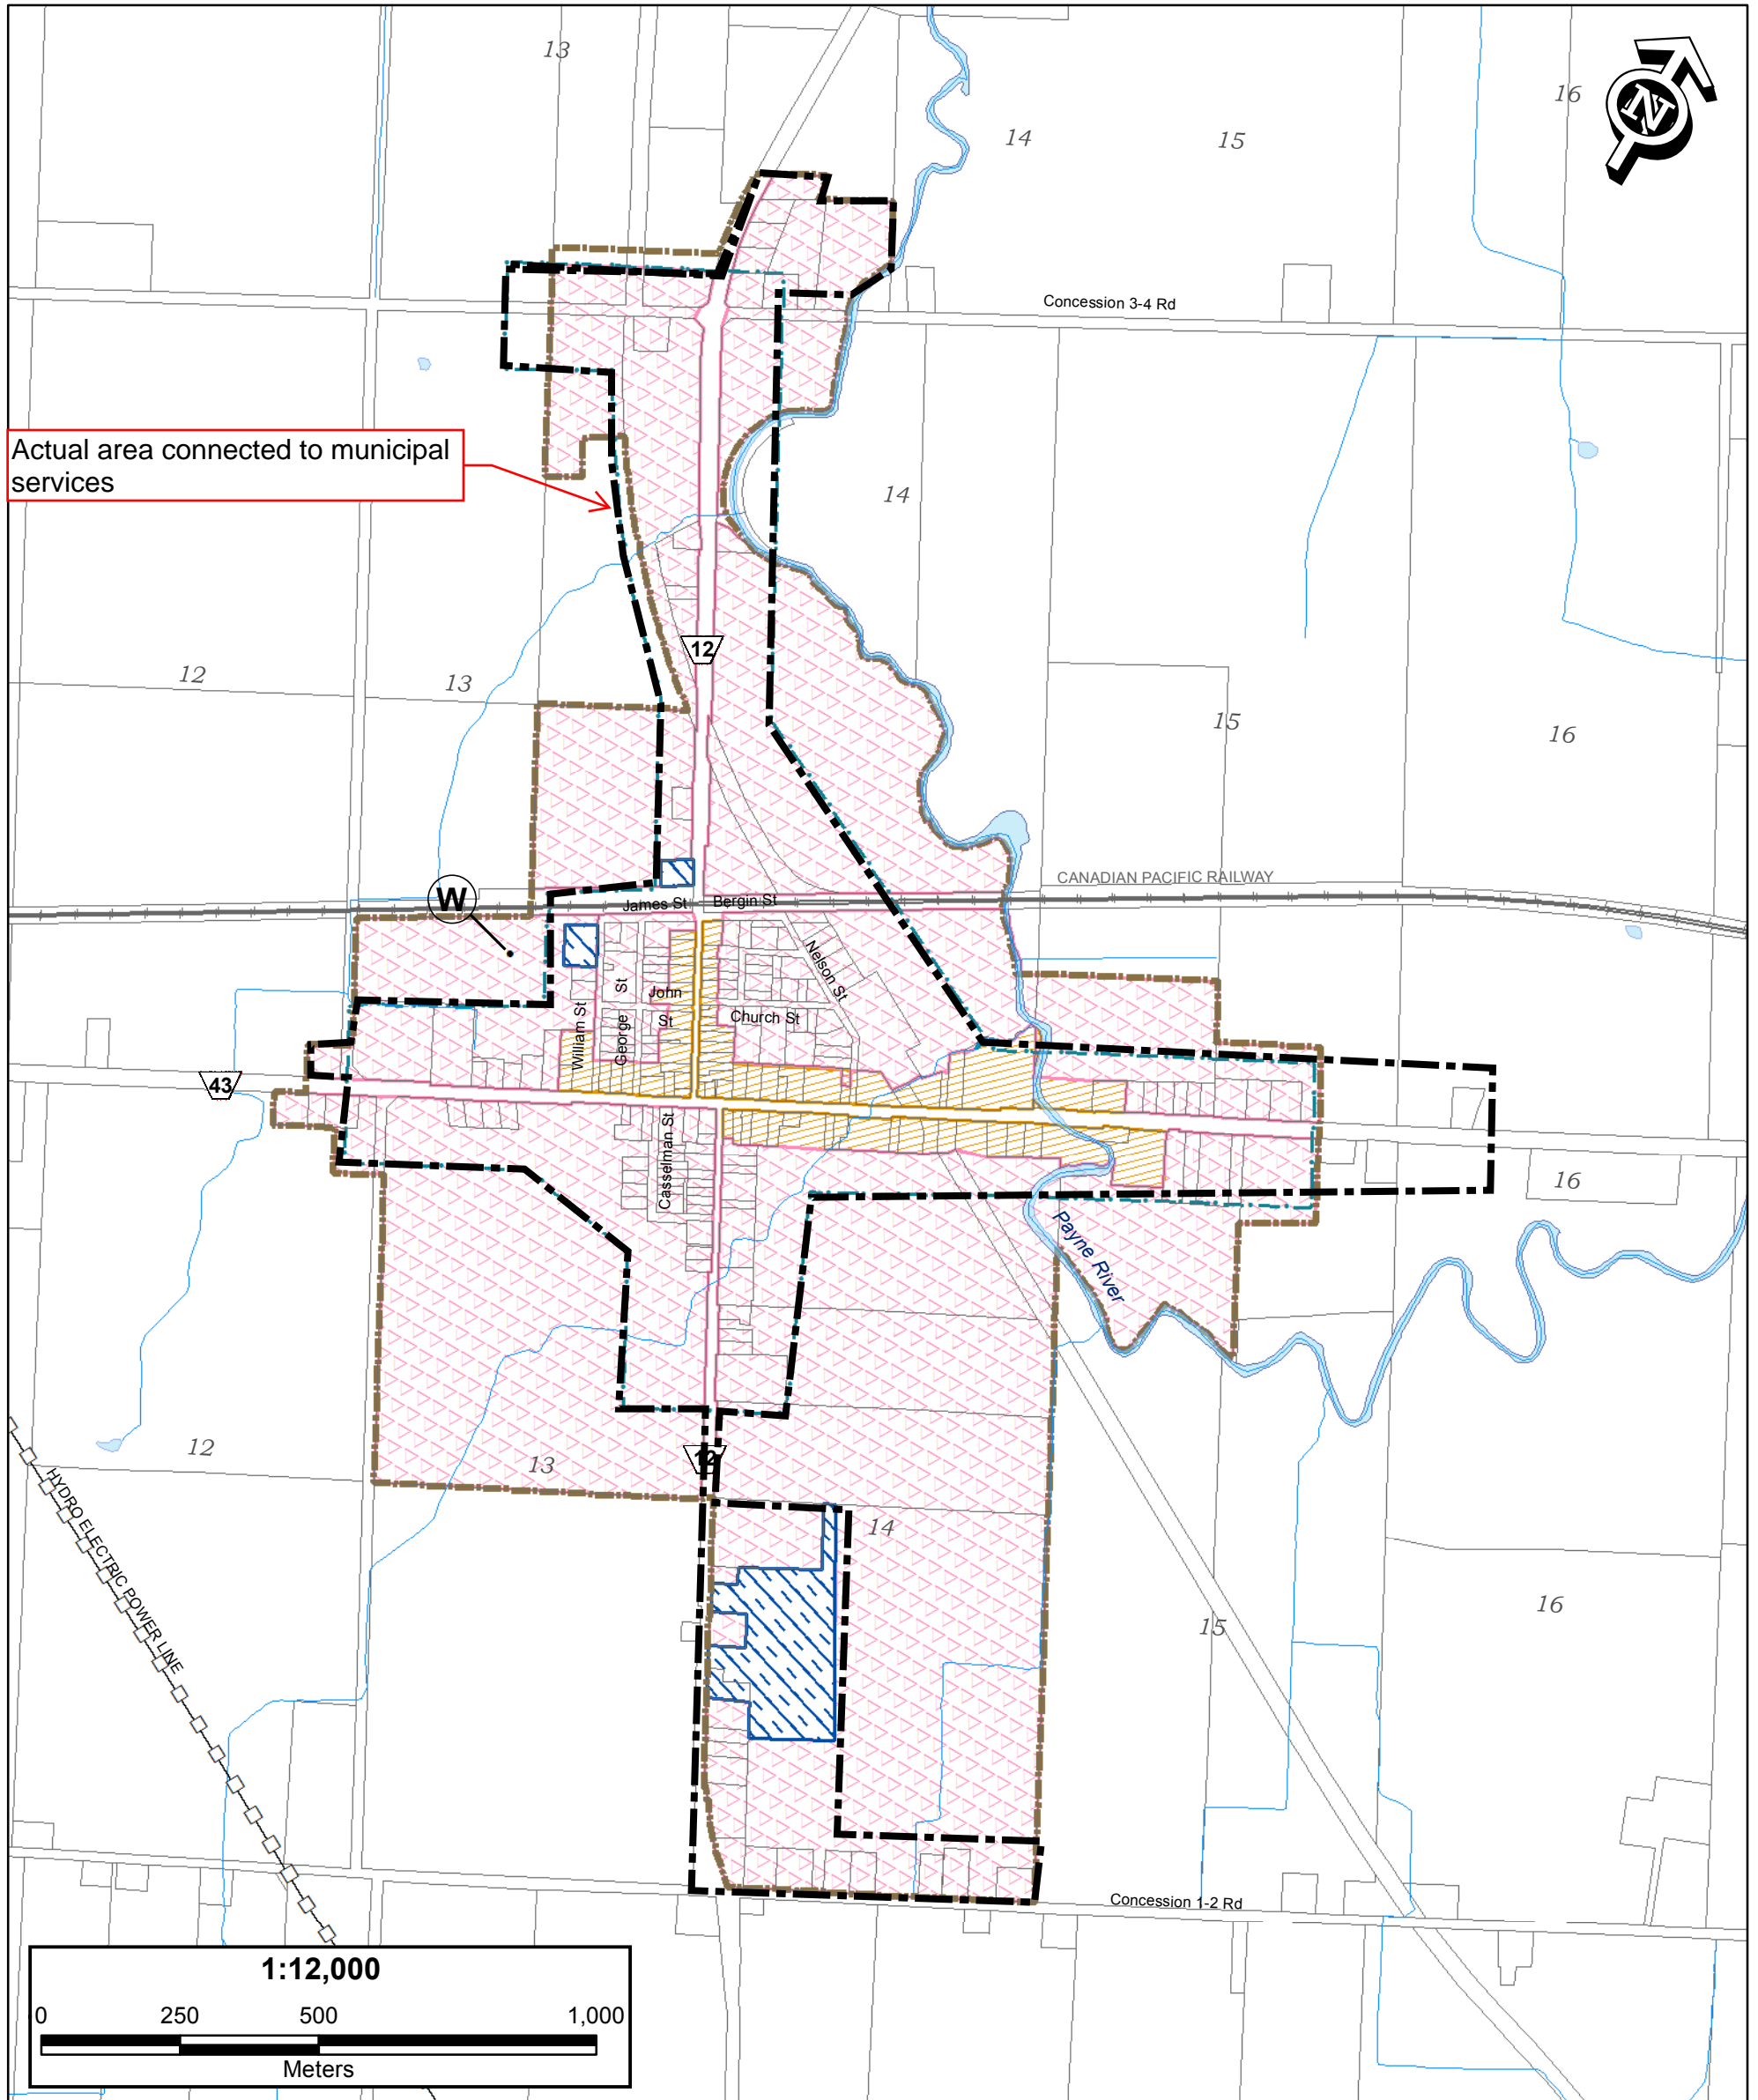 13
16
N
14
15
Concession 3-4 Rd
Actual area connected to municipal
services
14
12
12
13
15
16
CANADIAN PACIFIC RAILWAY
W
James St
Bergin St
Nelson St
John
St
St
George
William St
Church St
43
Casselman St
16
Payne River
12
13
12
14
HYDRO ELECTRIC POWER LINE
15
16
Concession 1-2 Rd
1:12,000
0 250 500 1,000
Meters